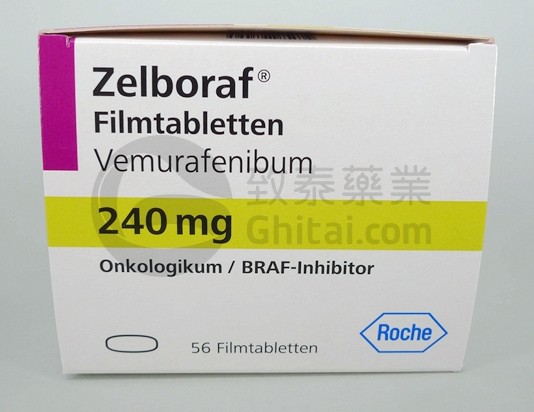 Zelboraf®
Filmtabletten
Vemurafenibum
致泰藥業
Ghitai.com
240 mg
Onkologikum / BRAF-Inhibitor
56 Filmtabletten
Roche